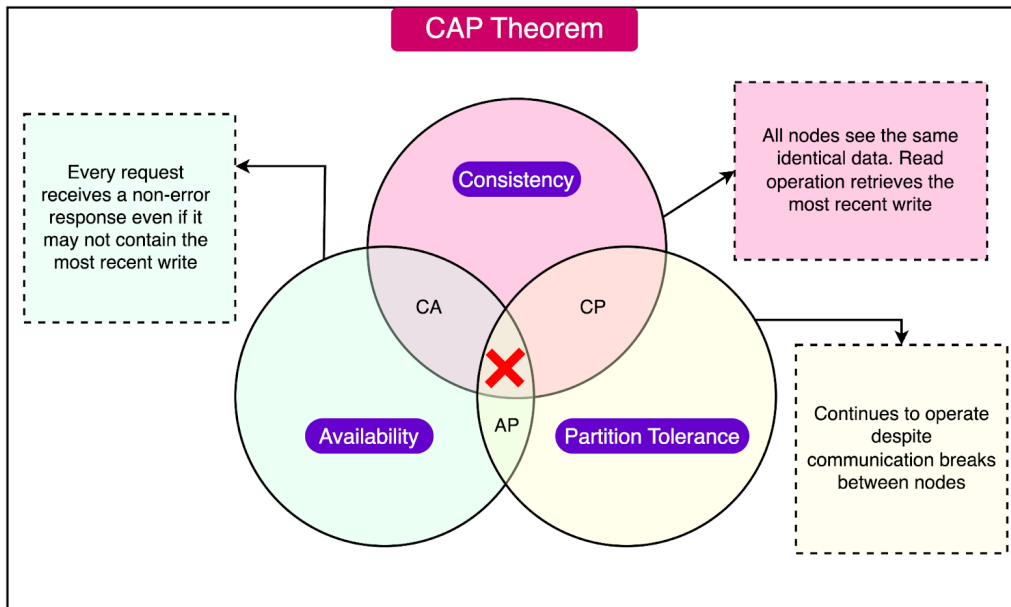 CAP Theorem
Every request
receives a non-error
response even if it
may not contain the
most recent write
Consistency
All nodes see the same
identical data. Read
operation retrieves the
most recent write
CA
CP
Availability
AP
Partition Tolerance
Continues to operate
despite
communication breaks
between nodes